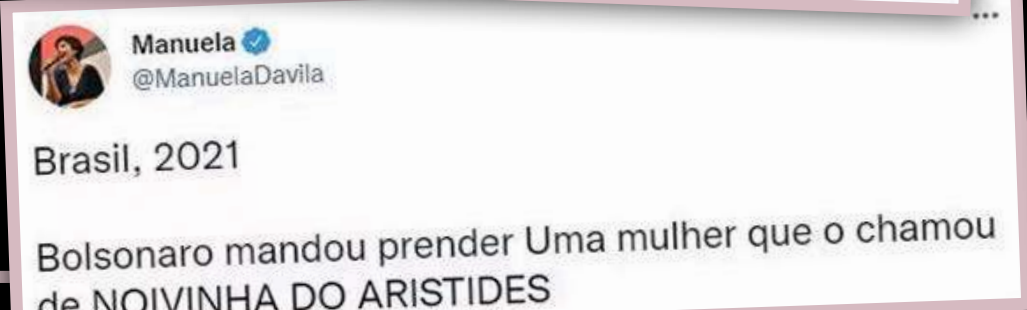 Manuela
@ManuelaDavila
Brasil, 2021
Bolsonaro mandou prender Uma mulher que o chamou
de NOIVINHA DO ARISTIDES